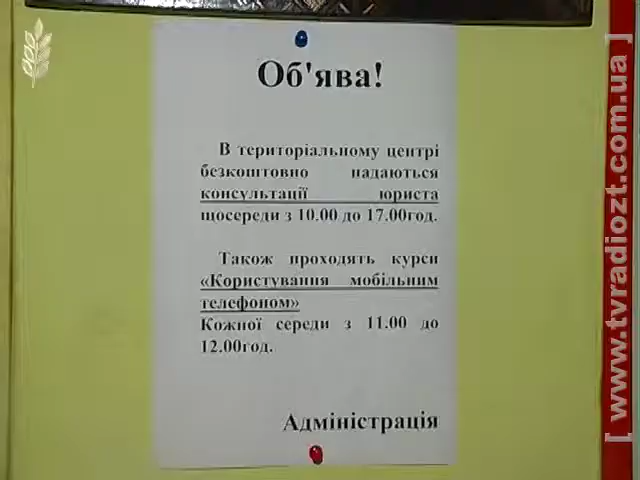 Об'ява!
В територіальному центрі
безкоштовно надаються
консультації юриста
щосереди з 10.00 до 17.00год.
Також проходять курси
«Користування мобільним
телефоном»
Кожної середи з 11.00 до
12.00год.
Адміністрація
[ www.tvradiozt.com.ua ]